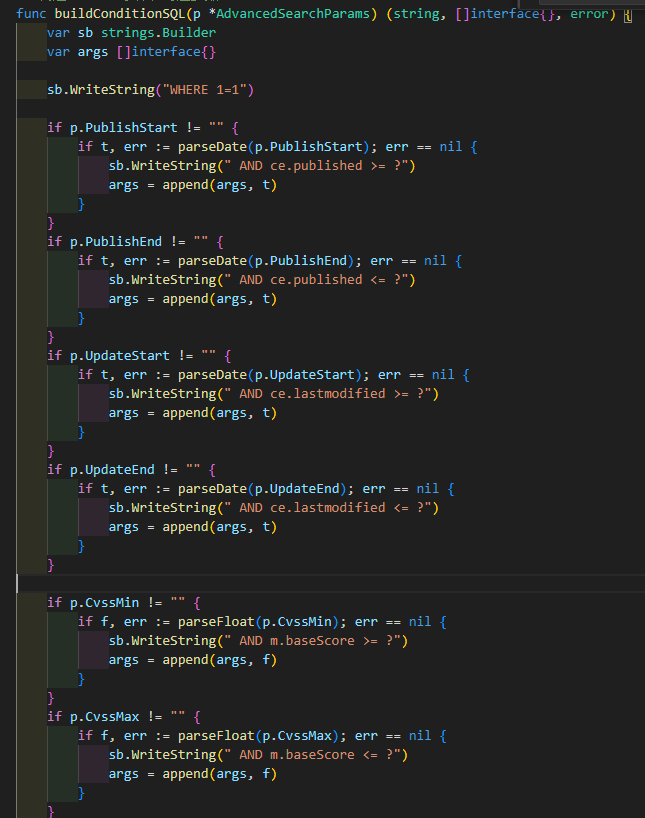 func buildConditionSQL(p *AdvancedSearchParams) (string, []interface{}, error) {
    var sb strings.Builder
    var args []interface{}

    sb.WriteString("WHERE 1=1")

    if p.PublishStart != "" {
        if t, err := parseDate(p.PublishStart); err == nil {
            sb.WriteString(" AND ce.published >= ?")
            args = append(args, t)
        }
    }
    if p.PublishEnd != "" {
        if t, err := parseDate(p.PublishEnd); err == nil {
            sb.WriteString(" AND ce.published <= ?")
            args = append(args, t)
        }
    }
    if p.UpdateStart != "" {
        if t, err := parseDate(p.UpdateStart); err == nil {
            sb.WriteString(" AND ce.lastmodified >= ?")
            args = append(args, t)
        }
    }
    if p.UpdateEnd != "" {
        if t, err := parseDate(p.UpdateEnd); err == nil {
            sb.WriteString(" AND ce.lastmodified <= ?")
            args = append(args, t)
        }
    }

    if p.CvssMin != "" {
        if f, err := parseFloat(p.CvssMin); err == nil {
            sb.WriteString(" AND m.baseScore >= ?")
            args = append(args, f)
        }
    }
    if p.CvssMax != "" {
        if f, err := parseFloat(p.CvssMax); err == nil {
            sb.WriteString(" AND m.baseScore <= ?")
            args = append(args, f)
        }
    }